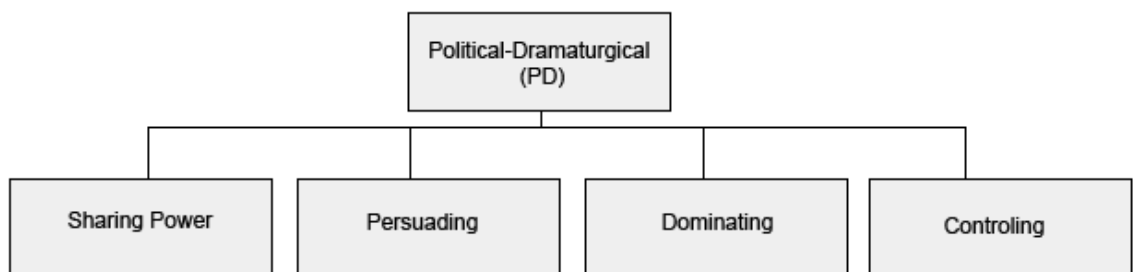 Political-Dramaturgical
(PD)
Sharing Power
Persuading
Dominating
Controling